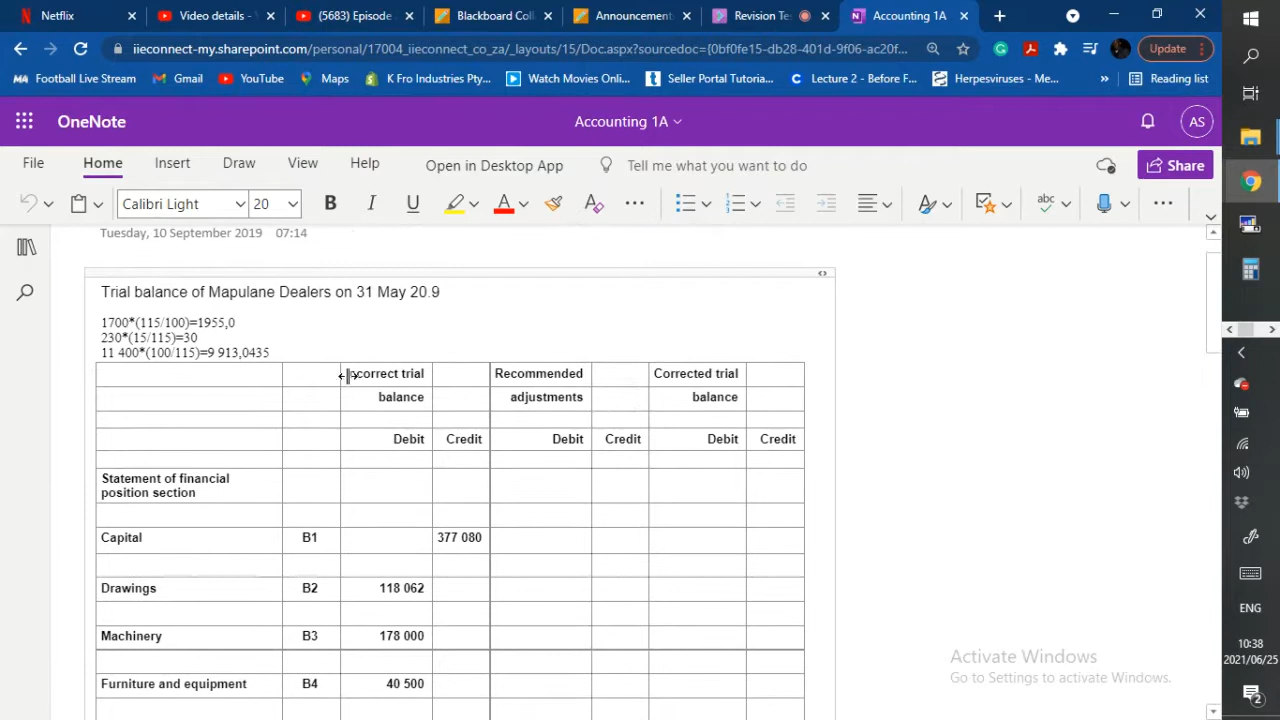 Netflix
Video details - Y
(5683) Episode
Blackboard Coll
Announcement
Revision Te
Accounting 1A
iieconnect-my.sharepoint.com/personal/17004_iieconnect_co_za/_layouts/15/Doc.aspx?sourcedoc={0bf0fe15-db28-401d-9f06-ac20f...
Update
Football Live Stream
Gmail
YouTube
Maps
K Fro Industries Pty...
Watch Movies Onli...
Seller Portal Tutoria...
Lecture 2 - Before F...
Herpesviruses - Me...
»
Reading list
OneNote
Accounting 1A
AS
File
Home
Insert
Draw
View
Help
Open in Desktop App
Tell me what you want to do
Share
Calibri Light
20
B
I
U
A
A
abc
Tuesday, 10 September 2019 07:14
Trial balance of Mapulane Dealers on 31 May 20.9
1700*(115/100)=1955,0
230*(15/115)=30
11 400*(100/115)=9 913,0435
correct trial Recommended Corrected trial
balance adjustments balance
Debit Credit Debit Credit Debit Credit
Statement of financial
position section
Capital B1 377 080
Drawings B2 118 062
Machinery B3 178 000
Furniture and equipment B4 40 500
Activate Windows
Go to Settings to activate Windows.
ENG
10:38
2021/06/25
2